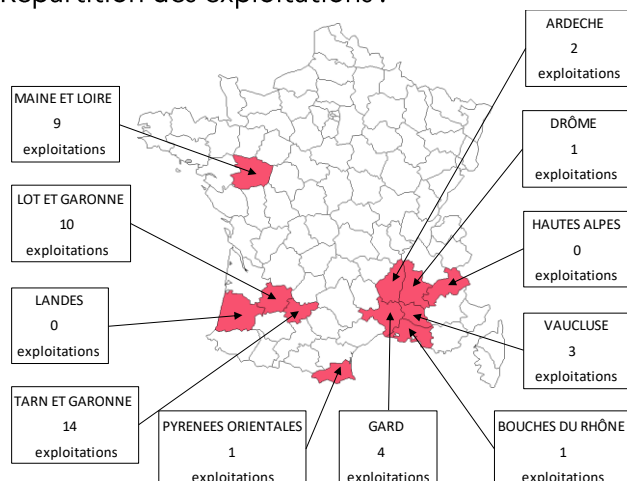 Répartition des exploitations :
ARDECHE
2
exploitations
MAINE ET LOIRE
9
exploitations
DRÔME
1
exploitations
LOT ET GARONNE
10
exploitations
HAUTES ALPES
0
exploitations
LANDES
0
exploitations
VAUCLUSE
3
exploitations
TARN ET GARONNE
14
exploitations
PYRENEES ORIENTALES
1
exploitations
GARD
4
exploitations
BOUCHES DU RHÔNE
1
exploitations